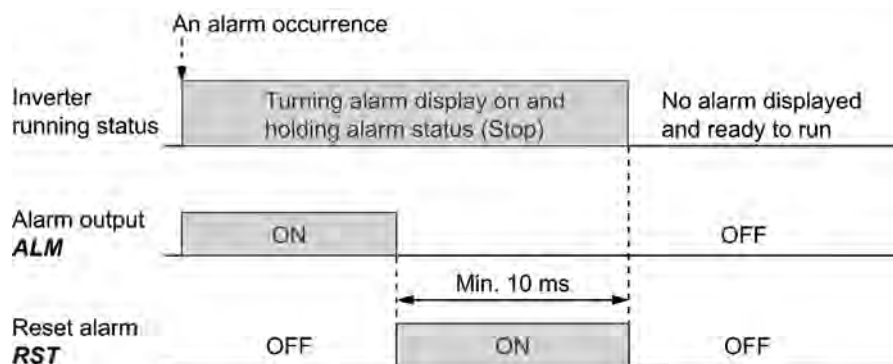 An alarm occurrence
Inverter
running status
Turning alarm display on and
holding alarm status (Stop)
No alarm displayed
and ready to run
Alarm output
ALM
ON
OFF
Min. 10 ms
Reset alarm
RST
OFF
ON
OFF